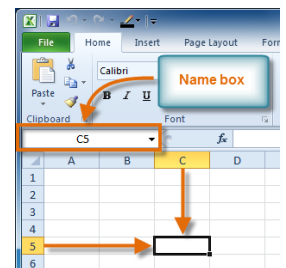 File Home Insert Page Layout Form
Calibri
Name box
Paste
B I U
Clipboard Font
C5 fx
A B C D
1
2
3
4
5
6